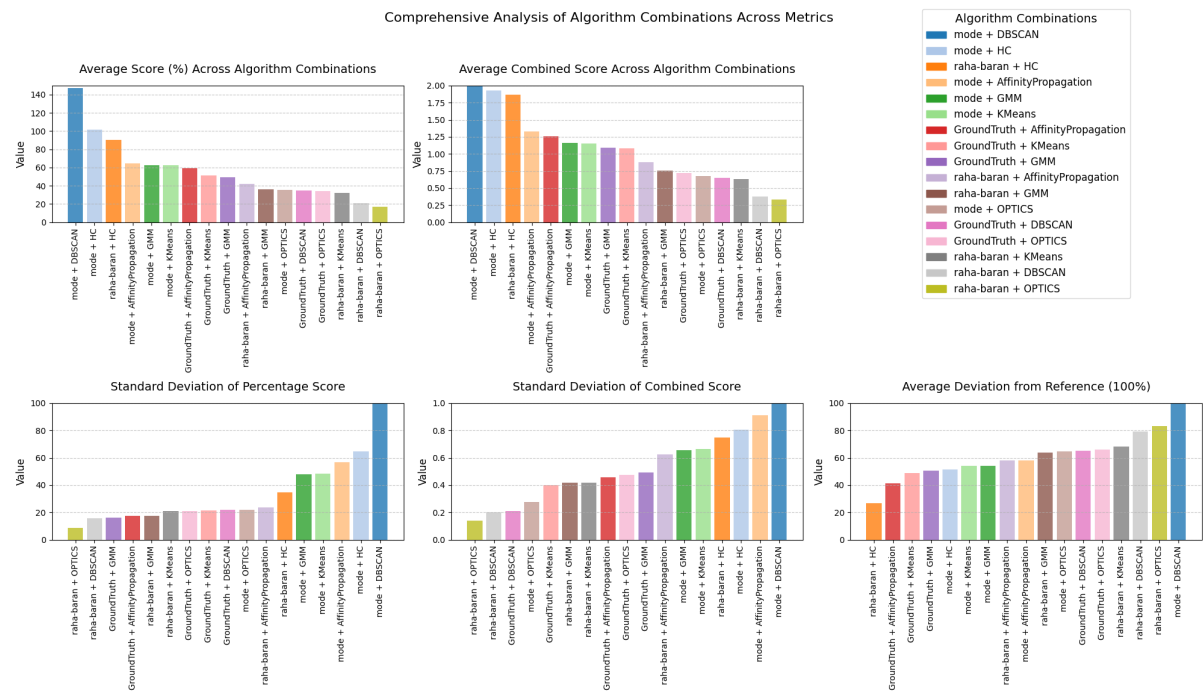 Comprehensive Analysis of Algorithm Combinations Across Metrics
Algorithm Combinations
mode + DBSCAN
mode + HC
raha-baran + HC
mode + AffinityPropagation
mode + GMM
mode + KMeans
GroundTruth + AffinityPropagation
GroundTruth + KMeans
GroundTruth + GMM
raha-baran + AffinityPropagation
raha-baran + GMM
mode + OPTICS
GroundTruth + DBSCAN
GroundTruth + OPTICS
raha-baran + KMeans
raha-baran + DBSCAN
raha-baran + OPTICS
Average Score (%) Across Algorithm Combinations
Value
140
120
100
80
60
40
20
0
mode + DBSCAN
mode + HC
raha-baran + HC
mode + AffinityPropagation
mode + GMM
mode + KMeans
GroundTruth + AffinityPropagation
GroundTruth + KMeans
GroundTruth + GMM
raha-baran + AffinityPropagation
raha-baran + GMM
mode + OPTICS
GroundTruth + DBSCAN
GroundTruth + OPTICS
raha-baran + KMeans
raha-baran + DBSCAN
raha-baran + OPTICS
Average Combined Score Across Algorithm Combinations
Value
2.00
1.75
1.50
1.25
1.00
0.75
0.50
0.25
0.00
mode + DBSCAN
mode + HC
raha-baran + HC
mode + AffinityPropagation
GroundTruth + AffinityPropagation
mode + GMM
mode + KMeans
GroundTruth + GMM
GroundTruth + KMeans
raha-baran + AffinityPropagation
raha-baran + GMM
GroundTruth + OPTICS
mode + OPTICS
GroundTruth + DBSCAN
raha-baran + KMeans
raha-baran + DBSCAN
raha-baran + OPTICS
Standard Deviation of Percentage Score
Value
100
80
60
40
20
0
raha-baran + OPTICS
raha-baran + DBSCAN
GroundTruth + GMM
GroundTruth + AffinityPropagation
raha-baran + GMM
raha-baran + KMeans
GroundTruth + OPTICS
GroundTruth + KMeans
GroundTruth + DBSCAN
mode + OPTICS
raha-baran + AffinityPropagation
raha-baran + HC
mode + GMM
mode + KMeans
mode + AffinityPropagation
mode + HC
mode + DBSCAN
Standard Deviation of Combined Score
Value
1.0
0.8
0.6
0.4
0.2
0.0
raha-baran + OPTICS
raha-baran + DBSCAN
GroundTruth + DBSCAN
mode + OPTICS
GroundTruth + KMeans
raha-baran + GMM
raha-baran + KMeans
GroundTruth + AffinityPropagation
GroundTruth + OPTICS
GroundTruth + GMM
raha-baran + AffinityPropagation
mode + GMM
mode + KMeans
raha-baran + HC
mode + HC
mode + AffinityPropagation
mode + DBSCAN
Average Deviation from Reference (100%)
Value
100
80
60
40
20
0
raha-baran + HC
GroundTruth + AffinityPropagation
GroundTruth + KMeans
GroundTruth + GMM
mode + HC
mode + KMeans
mode + GMM
raha-baran + AffinityPropagation
mode + AffinityPropagation
raha-baran + GMM
mode + OPTICS
GroundTruth + DBSCAN
GroundTruth + OPTICS
raha-baran + KMeans
raha-baran + DBSCAN
raha-baran + OPTICS
mode + DBSCAN